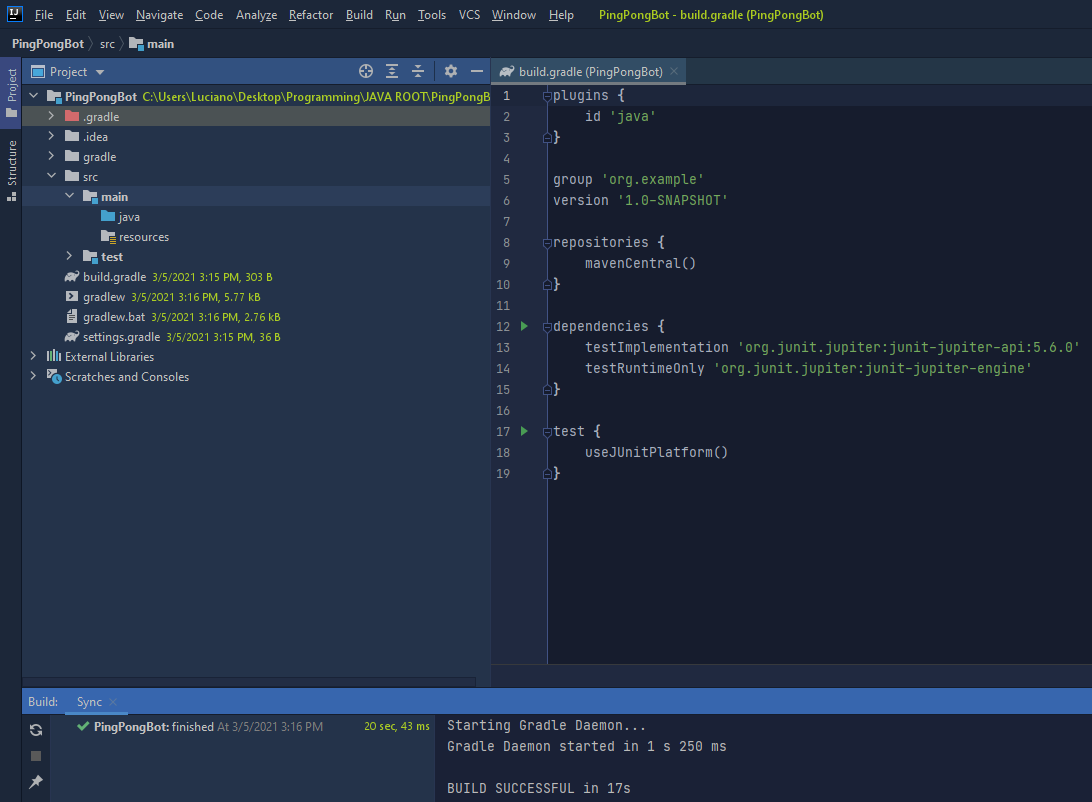 IJ File Edit View Navigate Code Analyze Refactor Build Run Tools VCS Window Help PingPongBot - build.gradle (PingPongBot)
PingPongBot src main
Project
Structure
Project
PingPongBot C:\Users\Luciano\Desktop\Programming\JAVA ROOT\PingPongB
.gradle
.idea
gradle
src
main
java
resources
test
build.gradle 3/5/2021 3:15 PM, 303 B
gradlew 3/5/2021 3:16 PM, 5.77 kB
gradlew.bat 3/5/2021 3:16 PM, 2.76 kB
settings.gradle 3/5/2021 3:15 PM, 36 B
External Libraries
Scratches and Consoles
build.gradle (PingPongBot)
1 plugins {
2 id 'java'
3 }
4
5 group 'org.example'
6 version '1.0-SNAPSHOT'
7
8 repositories {
9 mavenCentral()
10 }
11
12 dependencies {
13 testImplementation 'org.junit.jupiter:junit-jupiter-api:5.6.0'
14 testRuntimeOnly 'org.junit.jupiter:junit-jupiter-engine'
15 }
16
17 test {
18 useJUnitPlatform()
19 }
Build: Sync
PingPongBot: finished At 3/5/2021 3:16 PM 20 sec, 43 ms
Starting Gradle Daemon...
Gradle Daemon started in 1 s 250 ms
BUILD SUCCESSFUL in 17s